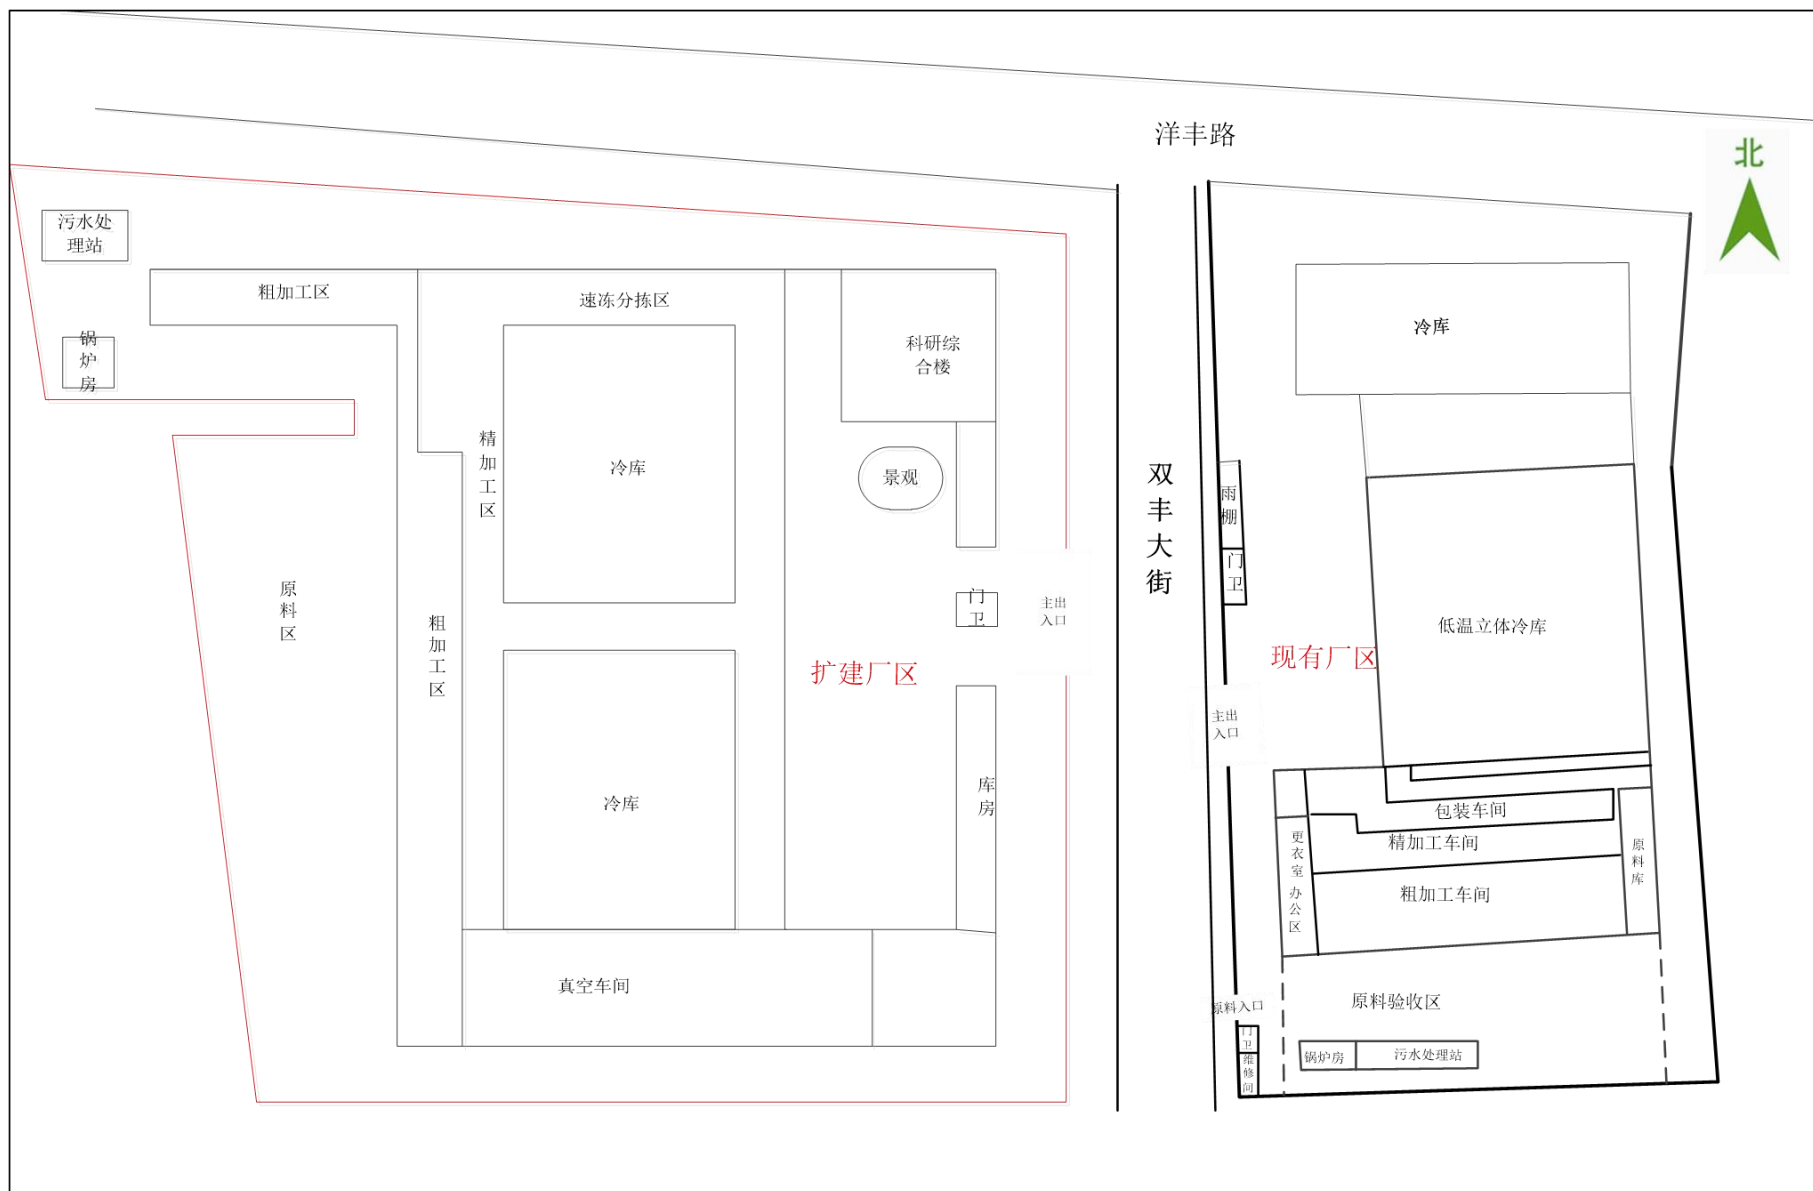 洋丰路
北
污水处
理站
粗加工区
速冻分拣区
科研综
合楼
锅
炉
房
冷库
精
加
工
区
冷库
景观
双
丰
大
街
雨
棚
门
卫
原
料
区
粗
加
工
区
门
卫
主出
入口
低温立体冷库
扩建厂区
现有厂区
主出
入口
冷库
库
房
包装车间
精加工车间
更
衣
室
办
公
区
原
料
库
粗加工车间
真空车间
原料验收区
原料入口
门
卫
维
修
间
锅炉房
污水处理站